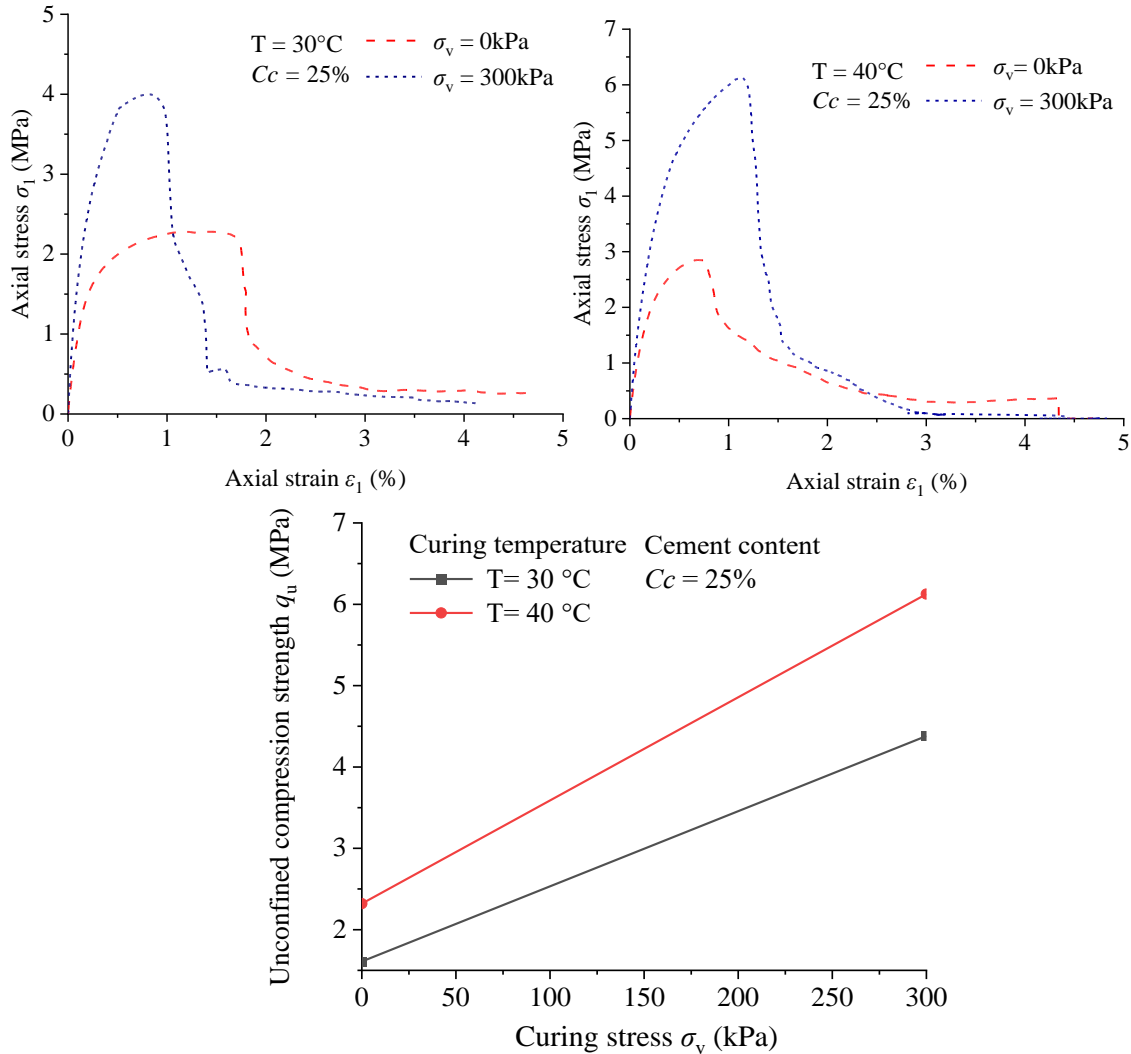 T = 30°C
Cc = 25%
σv = 0kPa
σv = 300kPa
Axial stress σ1 (MPa)
5
4
3
2
1
0
0 1 2 3 4 5
Axial strain ε1 (%)
T = 40°C
Cc = 25%
σv = 0kPa
σv = 300kPa
Axial stress σ1 (MPa)
7
6
5
4
3
2
1
0
0 1 2 3 4 5
Axial strain ε1 (%)
Curing temperature
T= 30 °C
T= 40 °C
Cement content
Cc = 25%
Unconfined compression strength qu (MPa)
7
6
5
4
3
2
0 50 100 150 200 250 300
Curing stress σv (kPa)